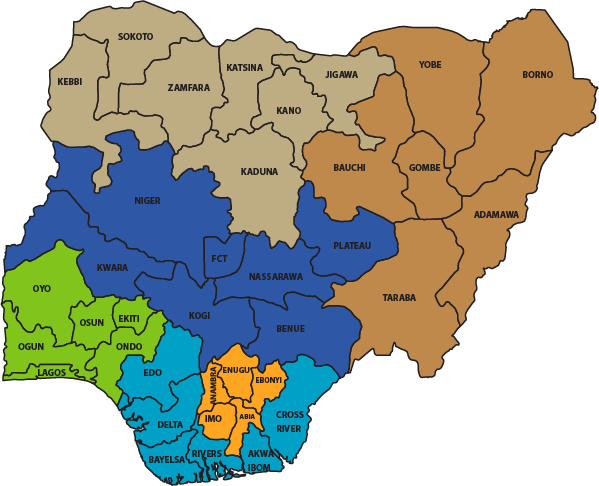 SOKOTO
BORNO
YOBE
KATSINA
JIGAWA
KEBBI
ZAMFARA
KANO
BAUCHI
GOMBE
KADUNA
NIGER
ADAMAWA
PLATEAU
FCT
KWARA
NASSARAWA
OYO
TARABA
KOGI
OSUN
EKITI
BENUE
OGUN
ONDO
LAGOS
EDO
ENUGU
EBONYI
ANAMBRA
CROSS
RIVER
IMO
ABIA
DELTA
RIVERS
AKWA
IBOM
BAYELSA